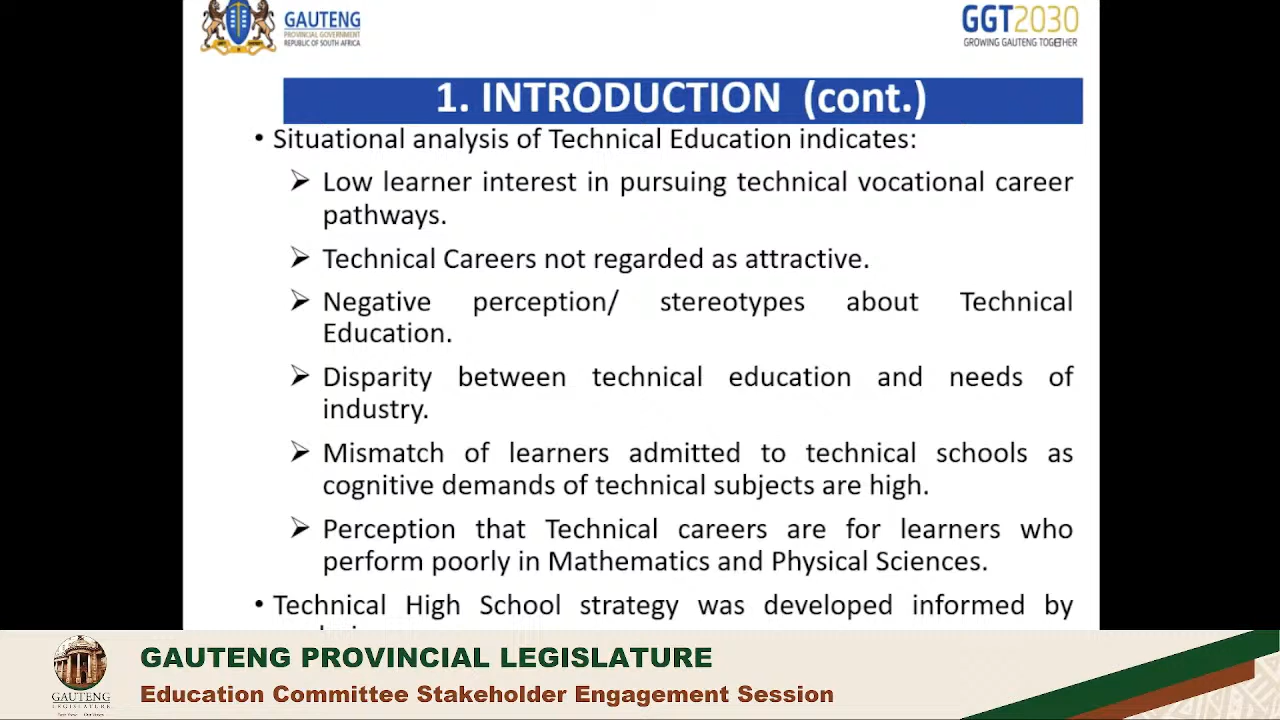 GAUTENG
PROVINCIAL GOVERNMENT
REPUBLIC OF SOUTH AFRICA
GGT2030
GROWING GAUTENG TOGETHER
1. INTRODUCTION (cont.)
• Situational analysis of Technical Education indicates:
➢ Low learner interest in pursuing technical vocational career
pathways.
➢ Technical Careers not regarded as attractive.
➢ Negative perception/ stereotypes about Technical
Education.
➢ Disparity between technical education and needs of
industry.
➢ Mismatch of learners admitted to technical schools as
cognitive demands of technical subjects are high.
➢ Perception that Technical careers are for learners who
perform poorly in Mathematics and Physical Sciences.
• Technical High School strategy was developed informed by
GAUTENG PROVINCIAL LEGISLATURE
Education Committee Stakeholder Engagement Session
GAUTENG
LEGISLATURE